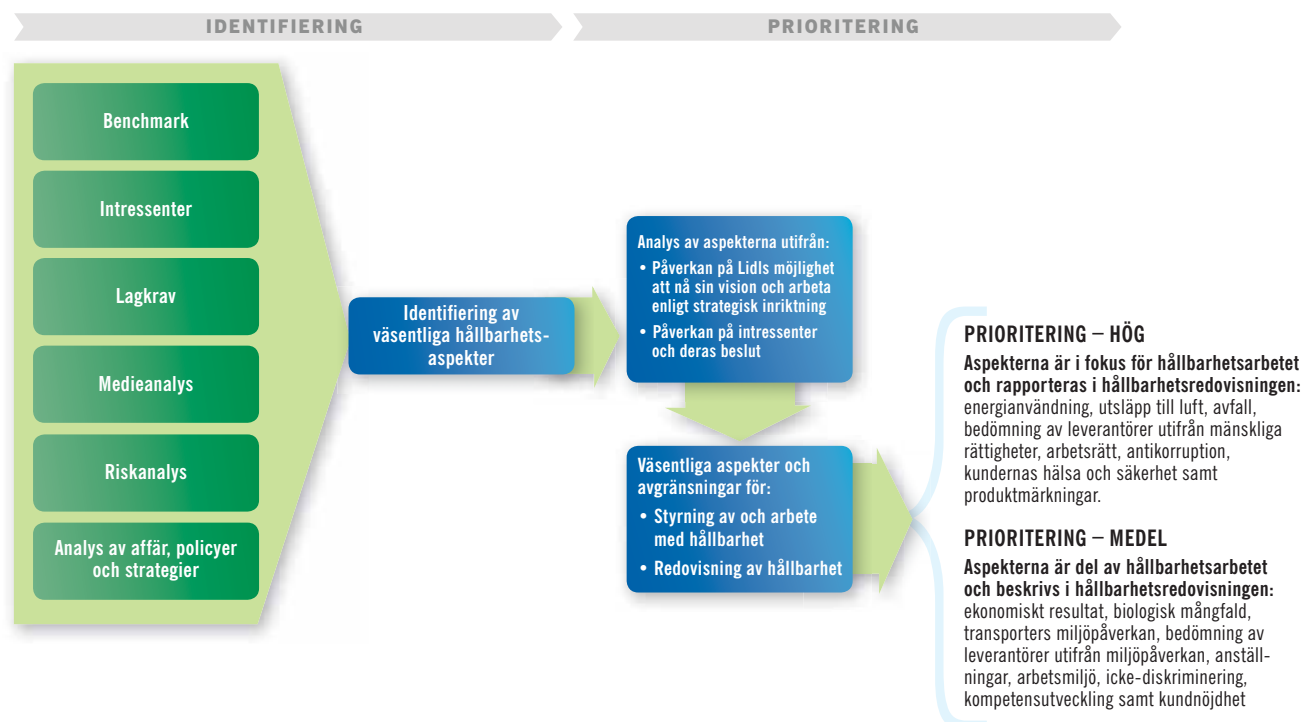 IDENTIFIERING
PRIORITERING
Benchmark
Intressenter
Lagkrav
Medieanalys
Riskanalys
Analys av affär, policyer
och strategier
Identifiering av
väsentliga hållbarhets-
aspekter
Analys av aspekterna utifrån:
• Påverkan på Lidls möjlighet
att nå sin vision och arbeta
enligt strategisk inriktning
• Påverkan på intressenter
och deras beslut
Väsentliga aspekter och
avgränsningar för:
• Styrning av och arbete
med hållbarhet
• Redovisning av hållbarhet
PRIORITERING – HÖG
Aspekterna är i fokus för hållbarhetsarbetet
och rapporteras i hållbarhetsredovisningen:
energianvändning, utsläpp till luft, avfall,
bedömning av leverantörer utifrån mänskliga
rättigheter, arbetsrätt, antikorruption,
kundernas hälsa och säkerhet samt
produktmärkningar.
PRIORITERING – MEDEL
Aspekterna är del av hållbarhetsarbetet
och beskrivs i hållbarhetsredovisningen:
ekonomiskt resultat, biologisk mångfald,
transporters miljöpåverkan, bedömning av
leverantörer utifrån miljöpåverkan, anställ-
ningar, arbetsmiljö, icke-diskriminering,
kompetensutveckling samt kundnöjdhet